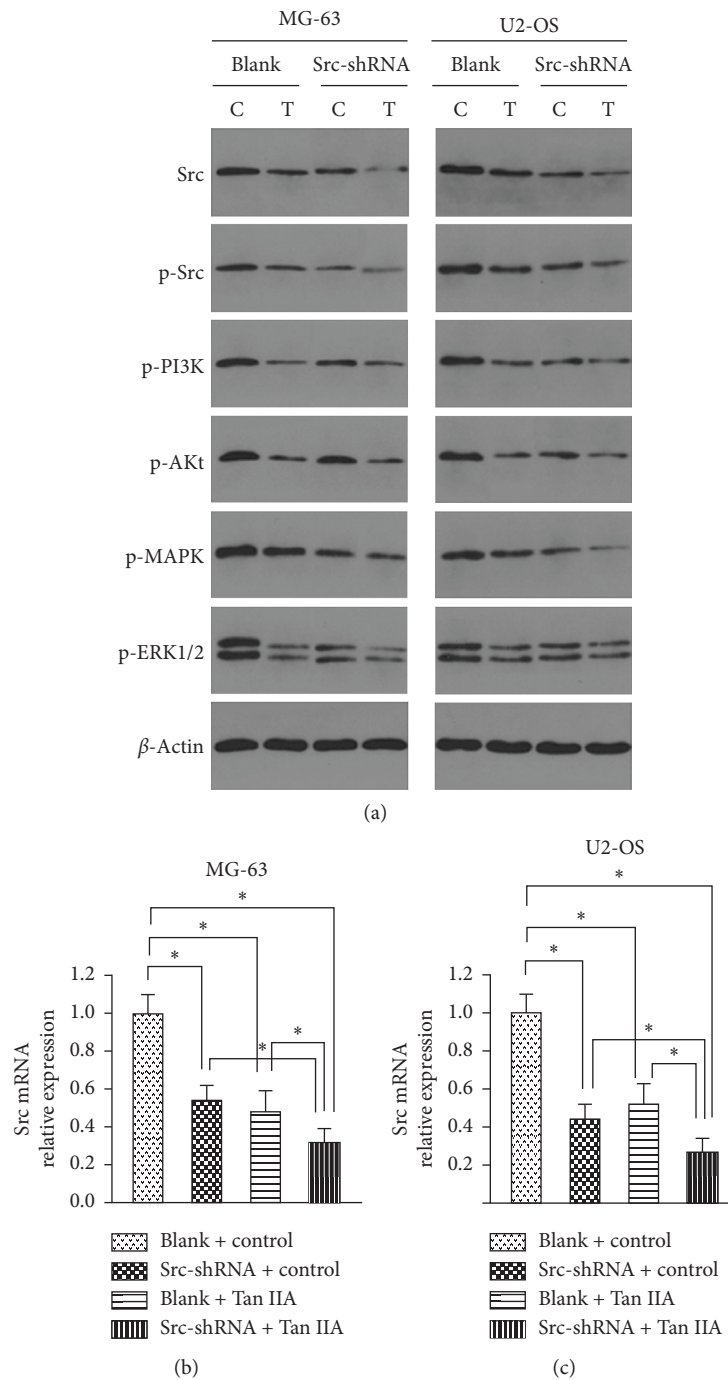 MG-63 U2-OS
Blank Src-shRNA Blank Src-shRNA
C T C T C T C T
Src
p-Src
p-PI3K
p-AKt
p-MAPK
p-ERK1/2
β-Actin
(a)
MG-63
* * * * *
1.2
1.0
0.8
0.6
0.4
0.2
0.0
Src mRNA
relative expression
Blank + control
Src-shRNA + control
Blank + Tan IIA
Src-shRNA + Tan IIA
(b)
U2-OS
* * * * *
1.2
1.0
0.8
0.6
0.4
0.2
Src mRNA
relative expression
Blank + control
Src-shRNA + control
Blank + Tan IIA
Src-shRNA + Tan IIA
(c)